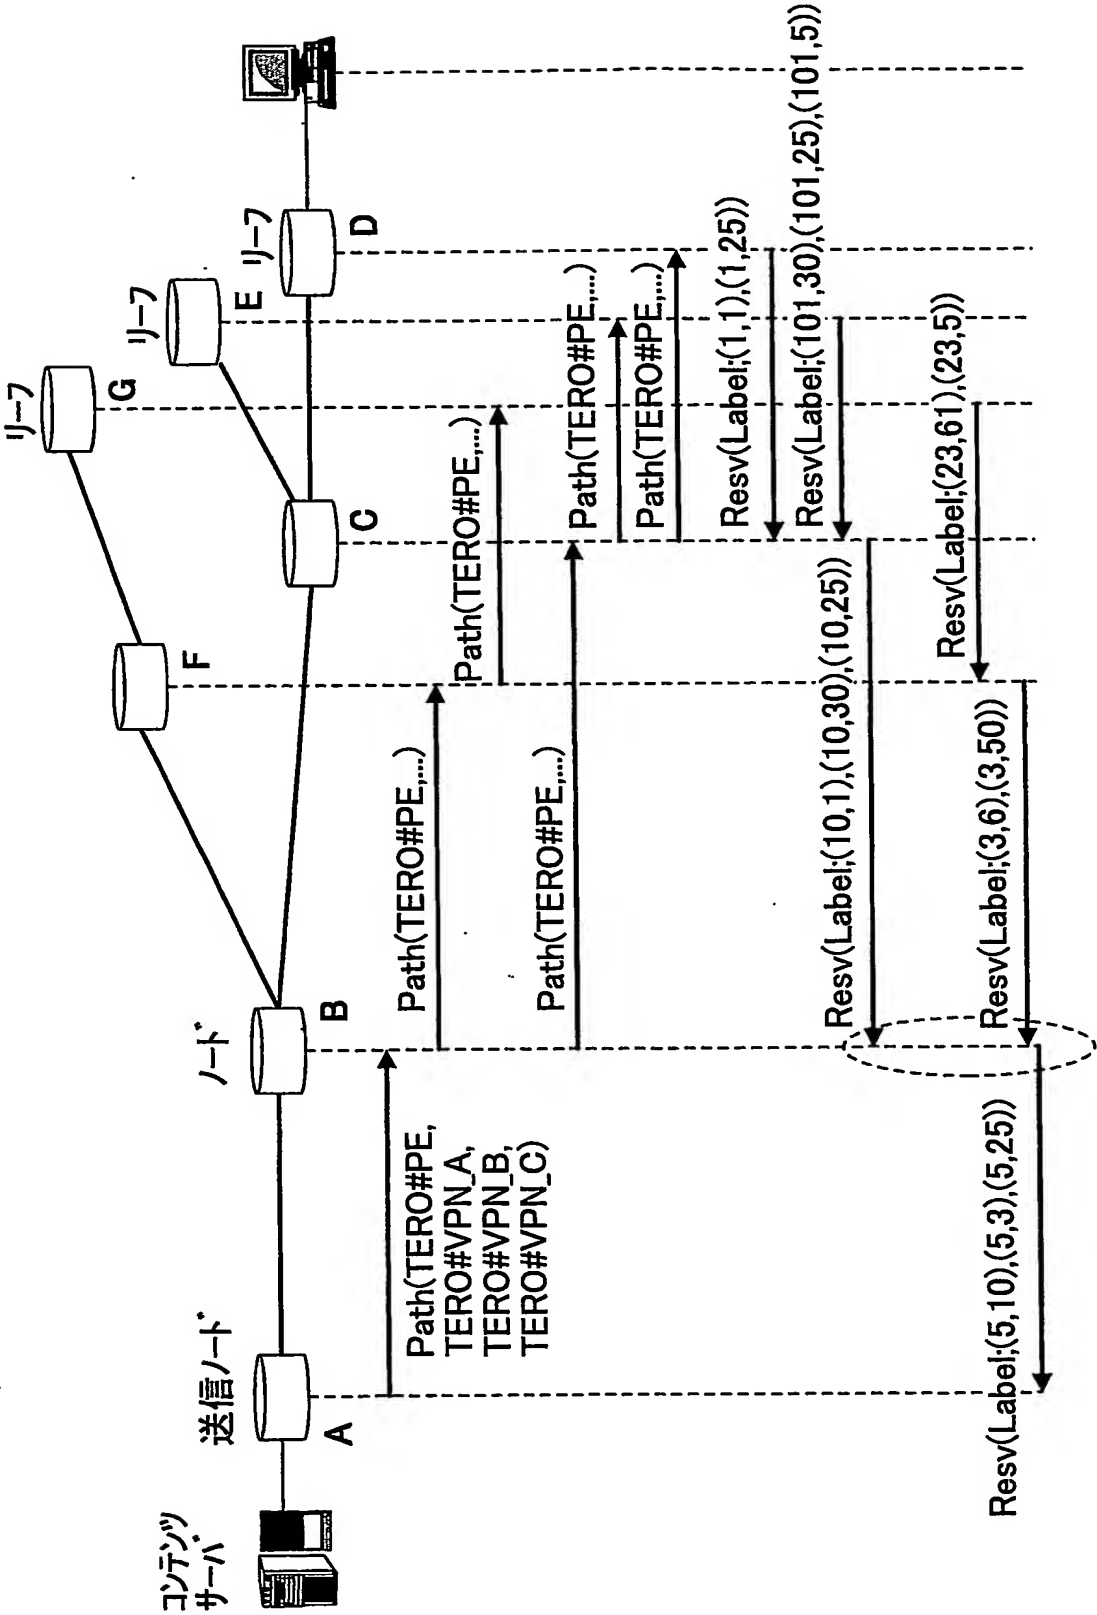 コンテンツ
サーバ
送信ノード
A
ノード
B
F
C
リーフ
G
リーフ
E
リーフ
D
Path(TERO#PE,
TERO#VPN_A,
TERO#VPN_B,
TERO#VPN_C)
Path(TERO#PE,...)
Path(TERO#PE,...)
Path(TERO#PE,...)
Path(TERO#PE,...)
Path(TERO#PE,...)
Resv(Label;(1,1),(1,25))
Resv(Label;(101,30),(101,25),(101,5))
Resv(Label;(10,1),(10,30),(10,25))
Resv(Label;(23,61),(23,5))
Resv(Label;(3,6),(3,50))
Resv(Label;(5,10),(5,3),(5,25))